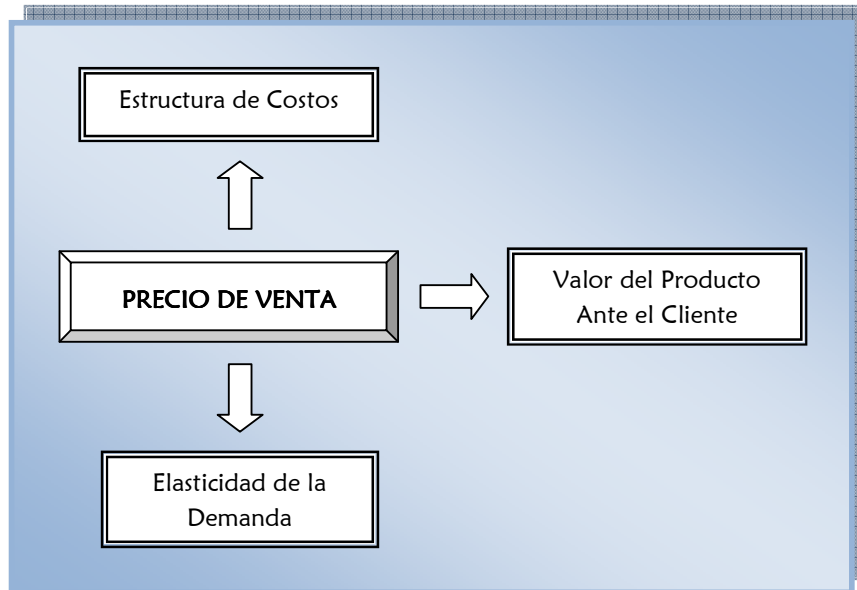 Estructura de Costos
PRECIO DE VENTA
Valor del Producto
Ante el Cliente
Elasticidad de la
Demanda